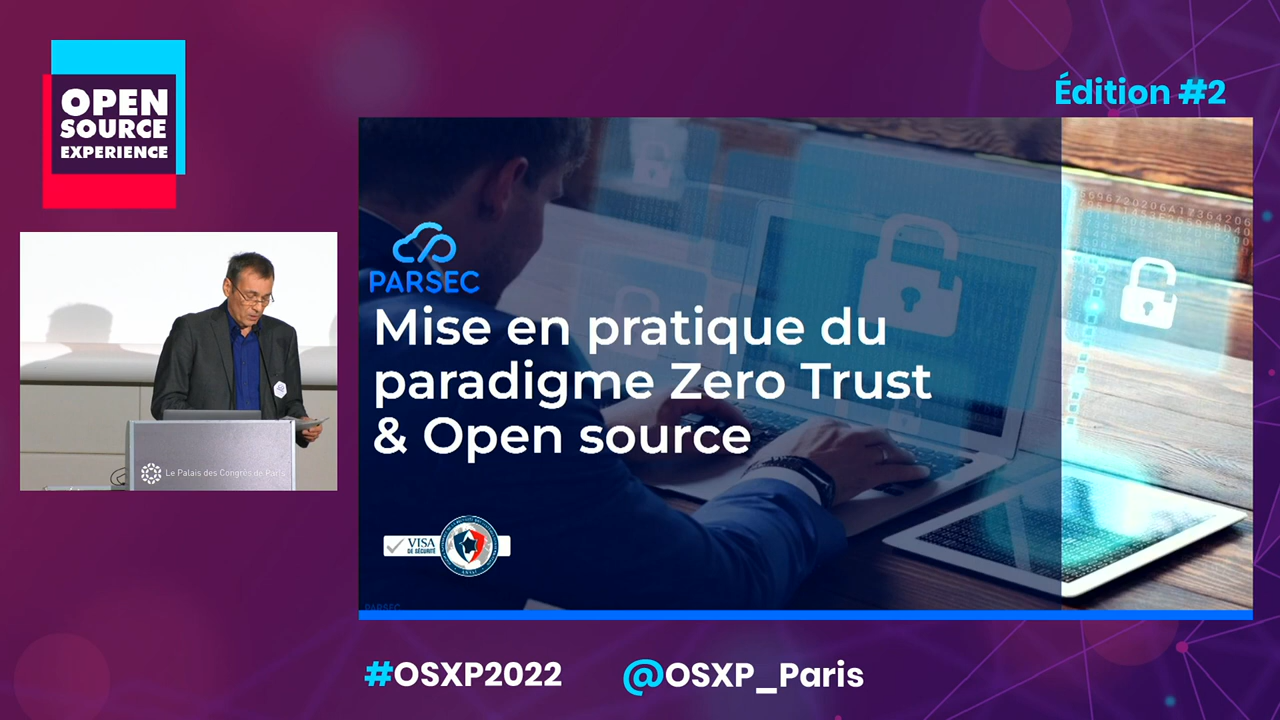 OPEN
SOURCE
EXPERIENCE
Édition #2
PARSEC
Mise en pratique du
paradigme Zero Trust
& Open source
VISA
DE SÉCURITÉ
Le Palais des Congrès de Paris
PARSEC
#OSXP2022
@OSXP_Paris